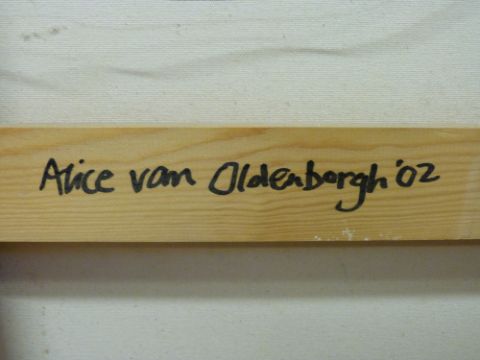 Alice van Oldenborgh '02